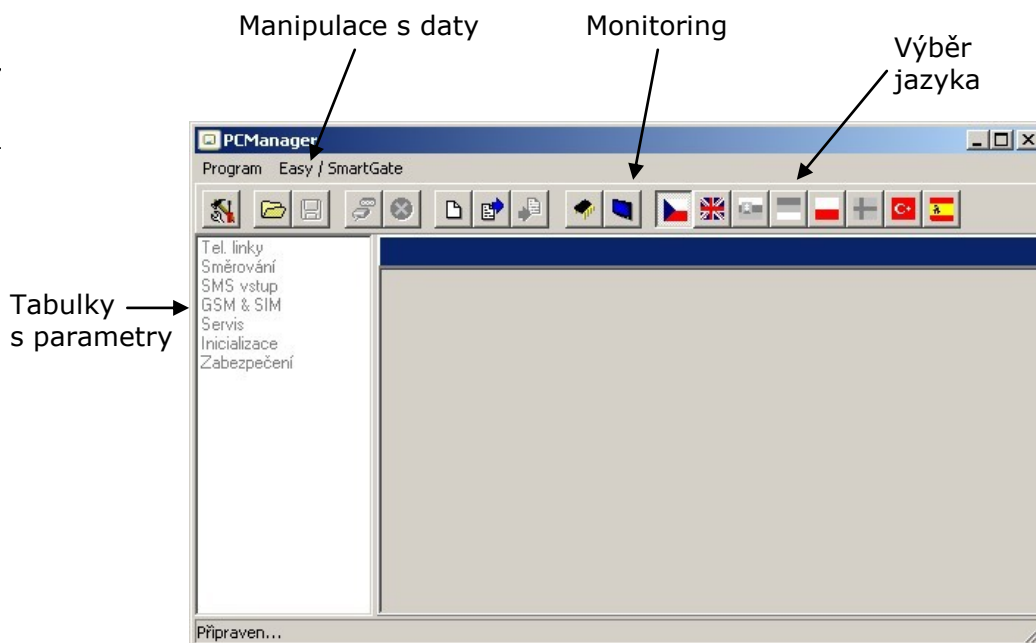 Manipulace s daty
Monitoring
Výběr
jazyka
PCManager
Program Easy / SmartGate
Tel. linky
Směrování
SMS vstup
GSM & SIM
Servis
Inicializace
Zabezpečení
Tabulky
s parametry
Připraven...